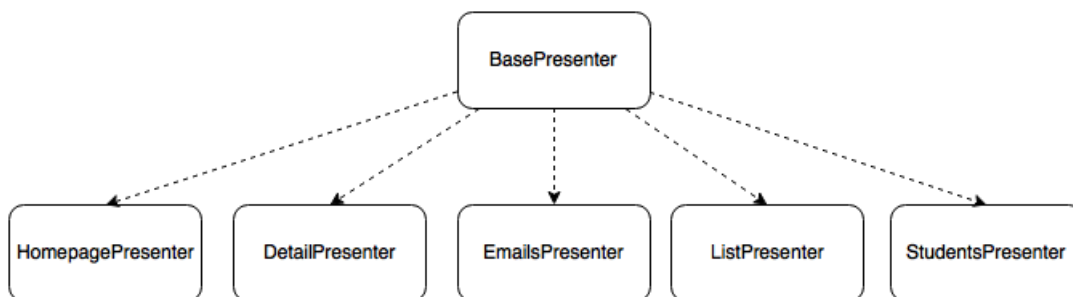 BasePresenter
HomepagePresenter
DetailPresenter
EmailsPresenter
ListPresenter
StudentsPresenter